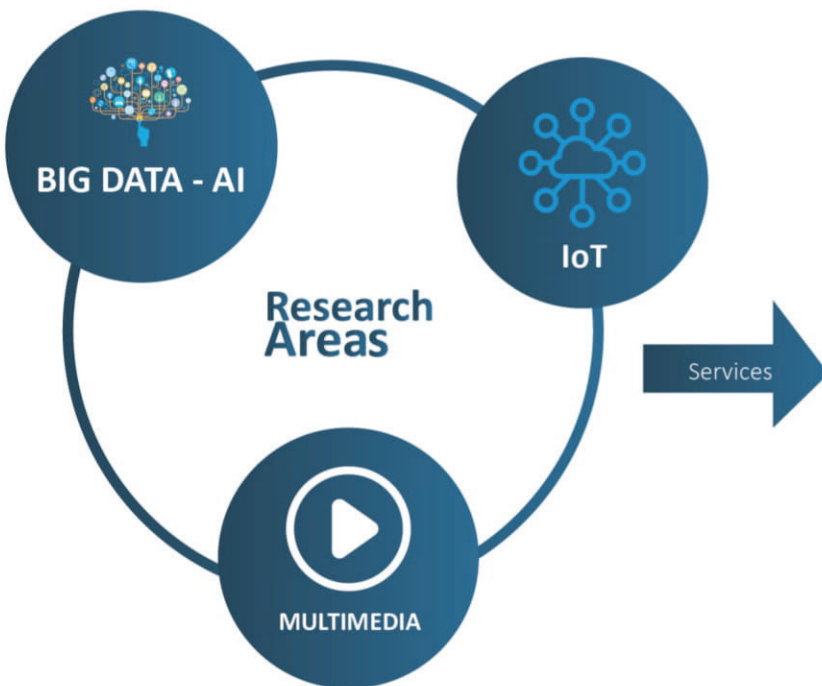 BIG DATA - AI
IoT
Research
Areas
Services
MULTIMEDIA